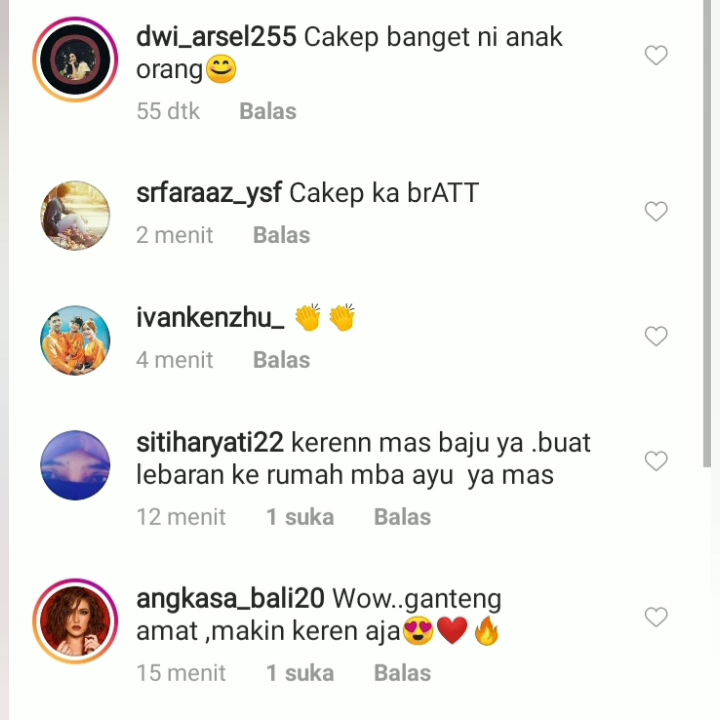 dwi_arsel255 Cakep banget ni anak
orang😊
55 dtk Balas
srfaraaz_ysf Cakep ka brATT
2 menit Balas
ivankenzhu_ 👏👏
4 menit Balas
sitiharyati22 kerenn mas baju ya .buat
lebaran ke rumah mba ayu  ya mas
12 menit 1 suka Balas
angkasa_bali20 Wow..ganteng
amat ,makin keren aja😍❤️🔥
15 menit 1 suka Balas